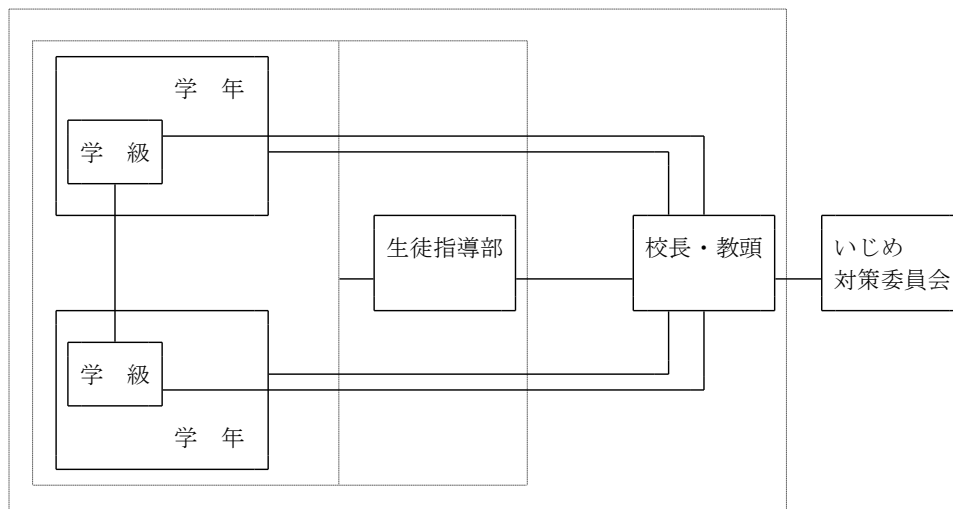 学　年
学　級
生徒指導部
校長・教頭
いじめ
対策委員会
学　級
学　年